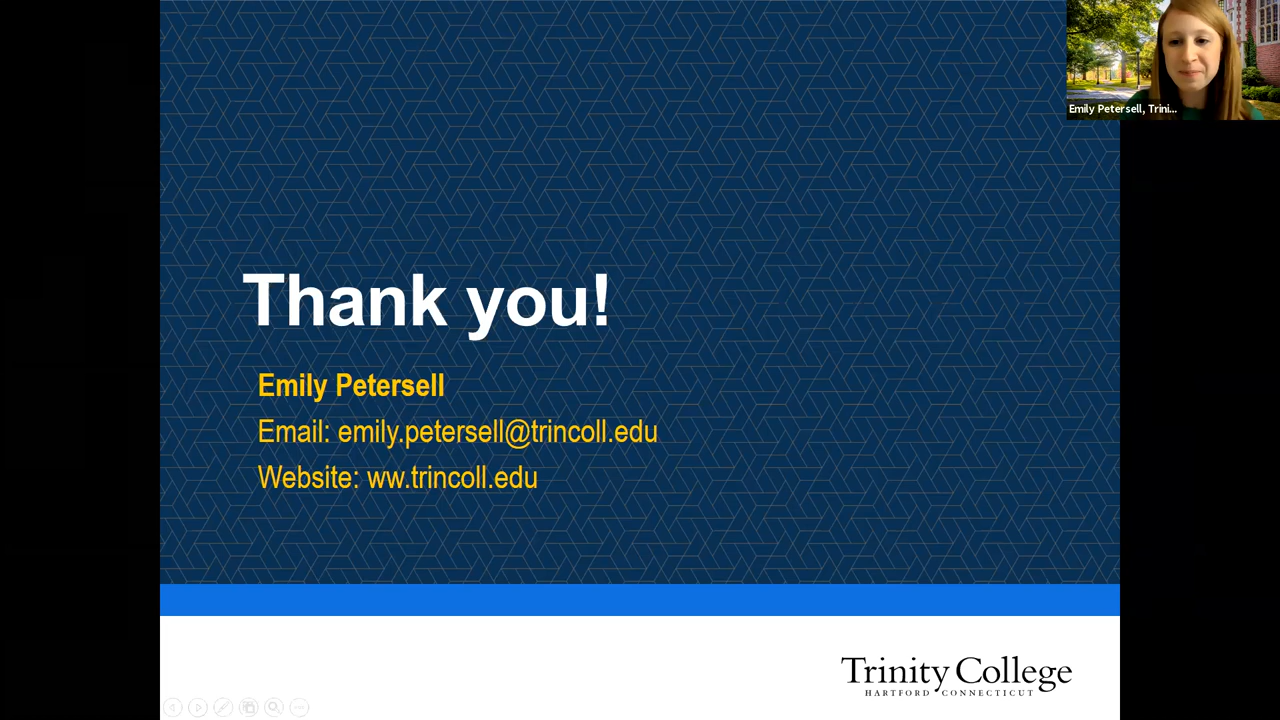 Emily Petersell, Trini...
Thank you!
Emily Petersell
Email: emily.petersell@trincoll.edu
Website: ww.trincoll.edu
Trinity College
HARTFORD CONNECTICUT